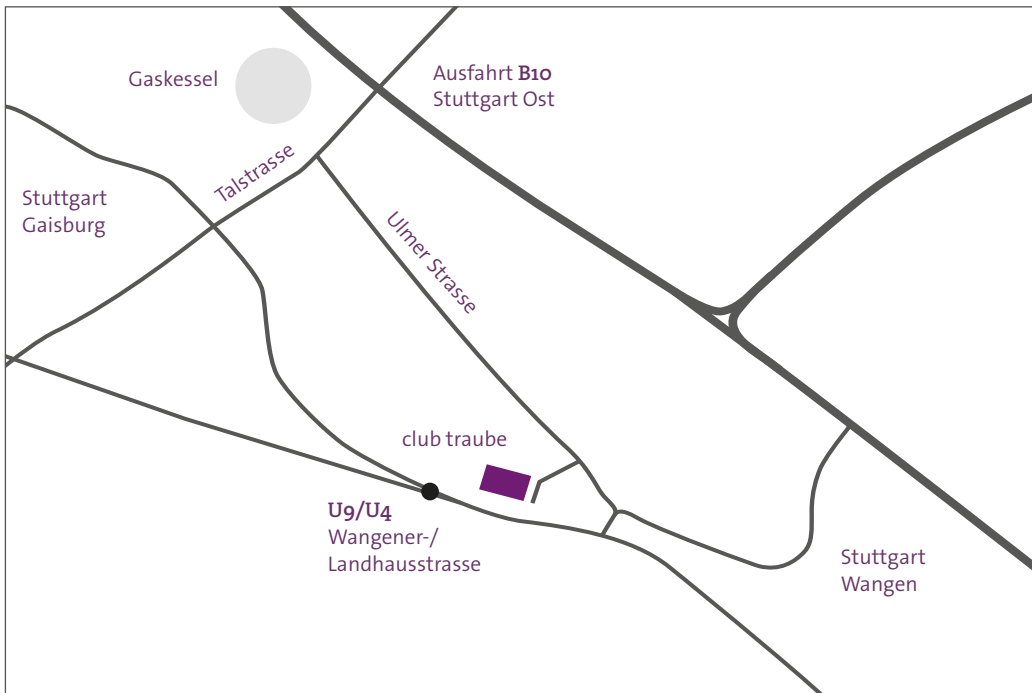 Gaskessel
Ausfahrt B10
Stuttgart Ost
Talstrasse
Stuttgart
Gaisburg
Ulmer Strasse
club traube
U9/U4
Wangener-/
Landhausstrasse
Stuttgart
Wangen